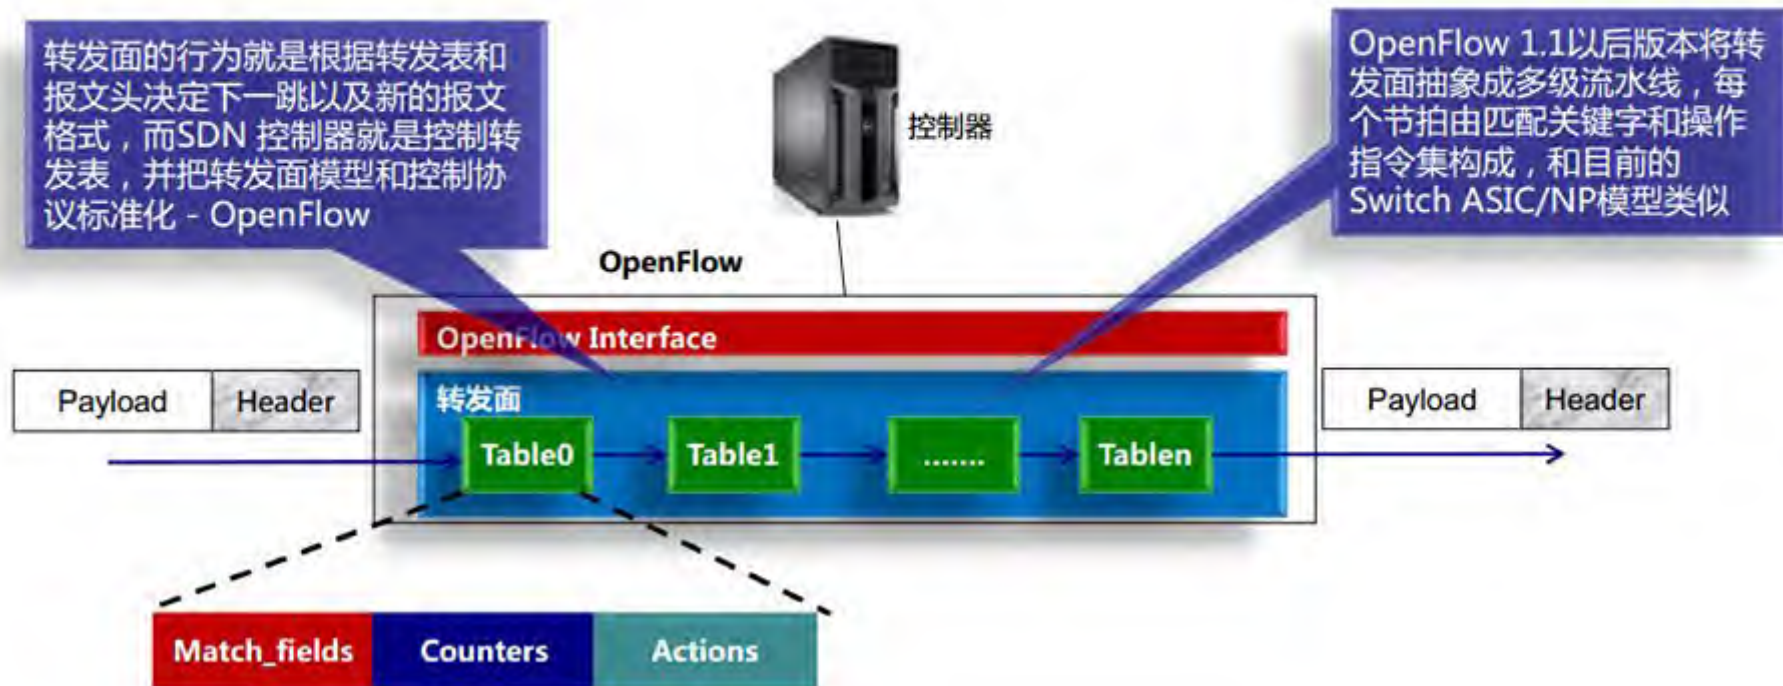 转发面的行为就是根据转发表和
报文头决定下一跳以及新的报文
格式，而SDN 控制器就是控制转
发表，并把转发面模型和控制协
议标准化 - OpenFlow
OpenFlow 1.1以后版本将转
发面抽象成多级流水线，每
个节拍由匹配关键字和操作
指令集构成，和目前的
Switch ASIC/NP模型类似
控制器
OpenFlow
OpenFlow Interface
Payload
Header
转发面
Payload
Header
Table0
Table1
.......
Tablen
Match_fields
Counters
Actions